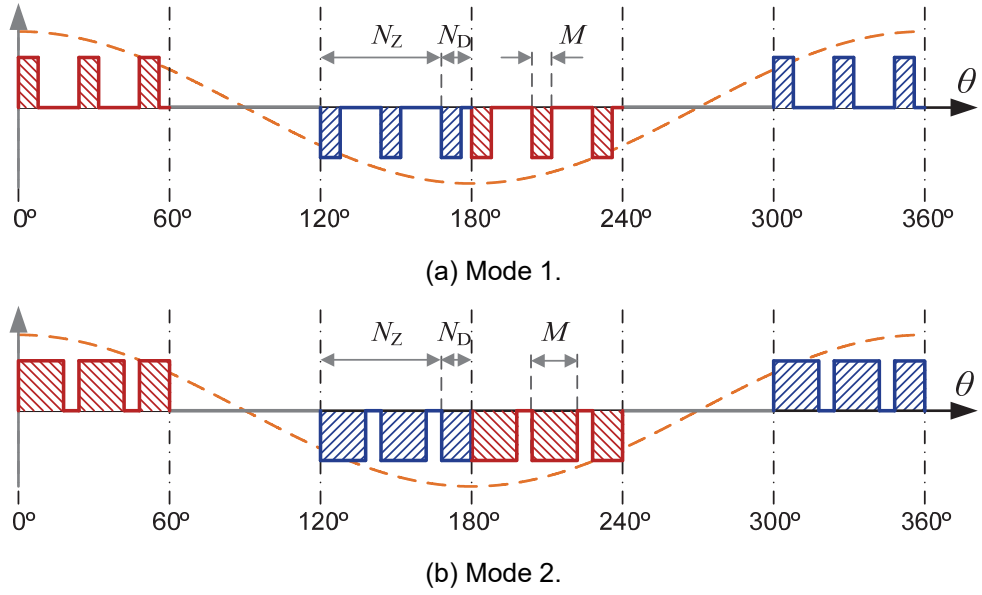 N_Z N_D M
θ
0º 60º 120º 180º 240º 300º 360º
(a) Mode 1.
N_Z N_D M
θ
0º 60º 120º 180º 240º 300º 360º
(b) Mode 2.